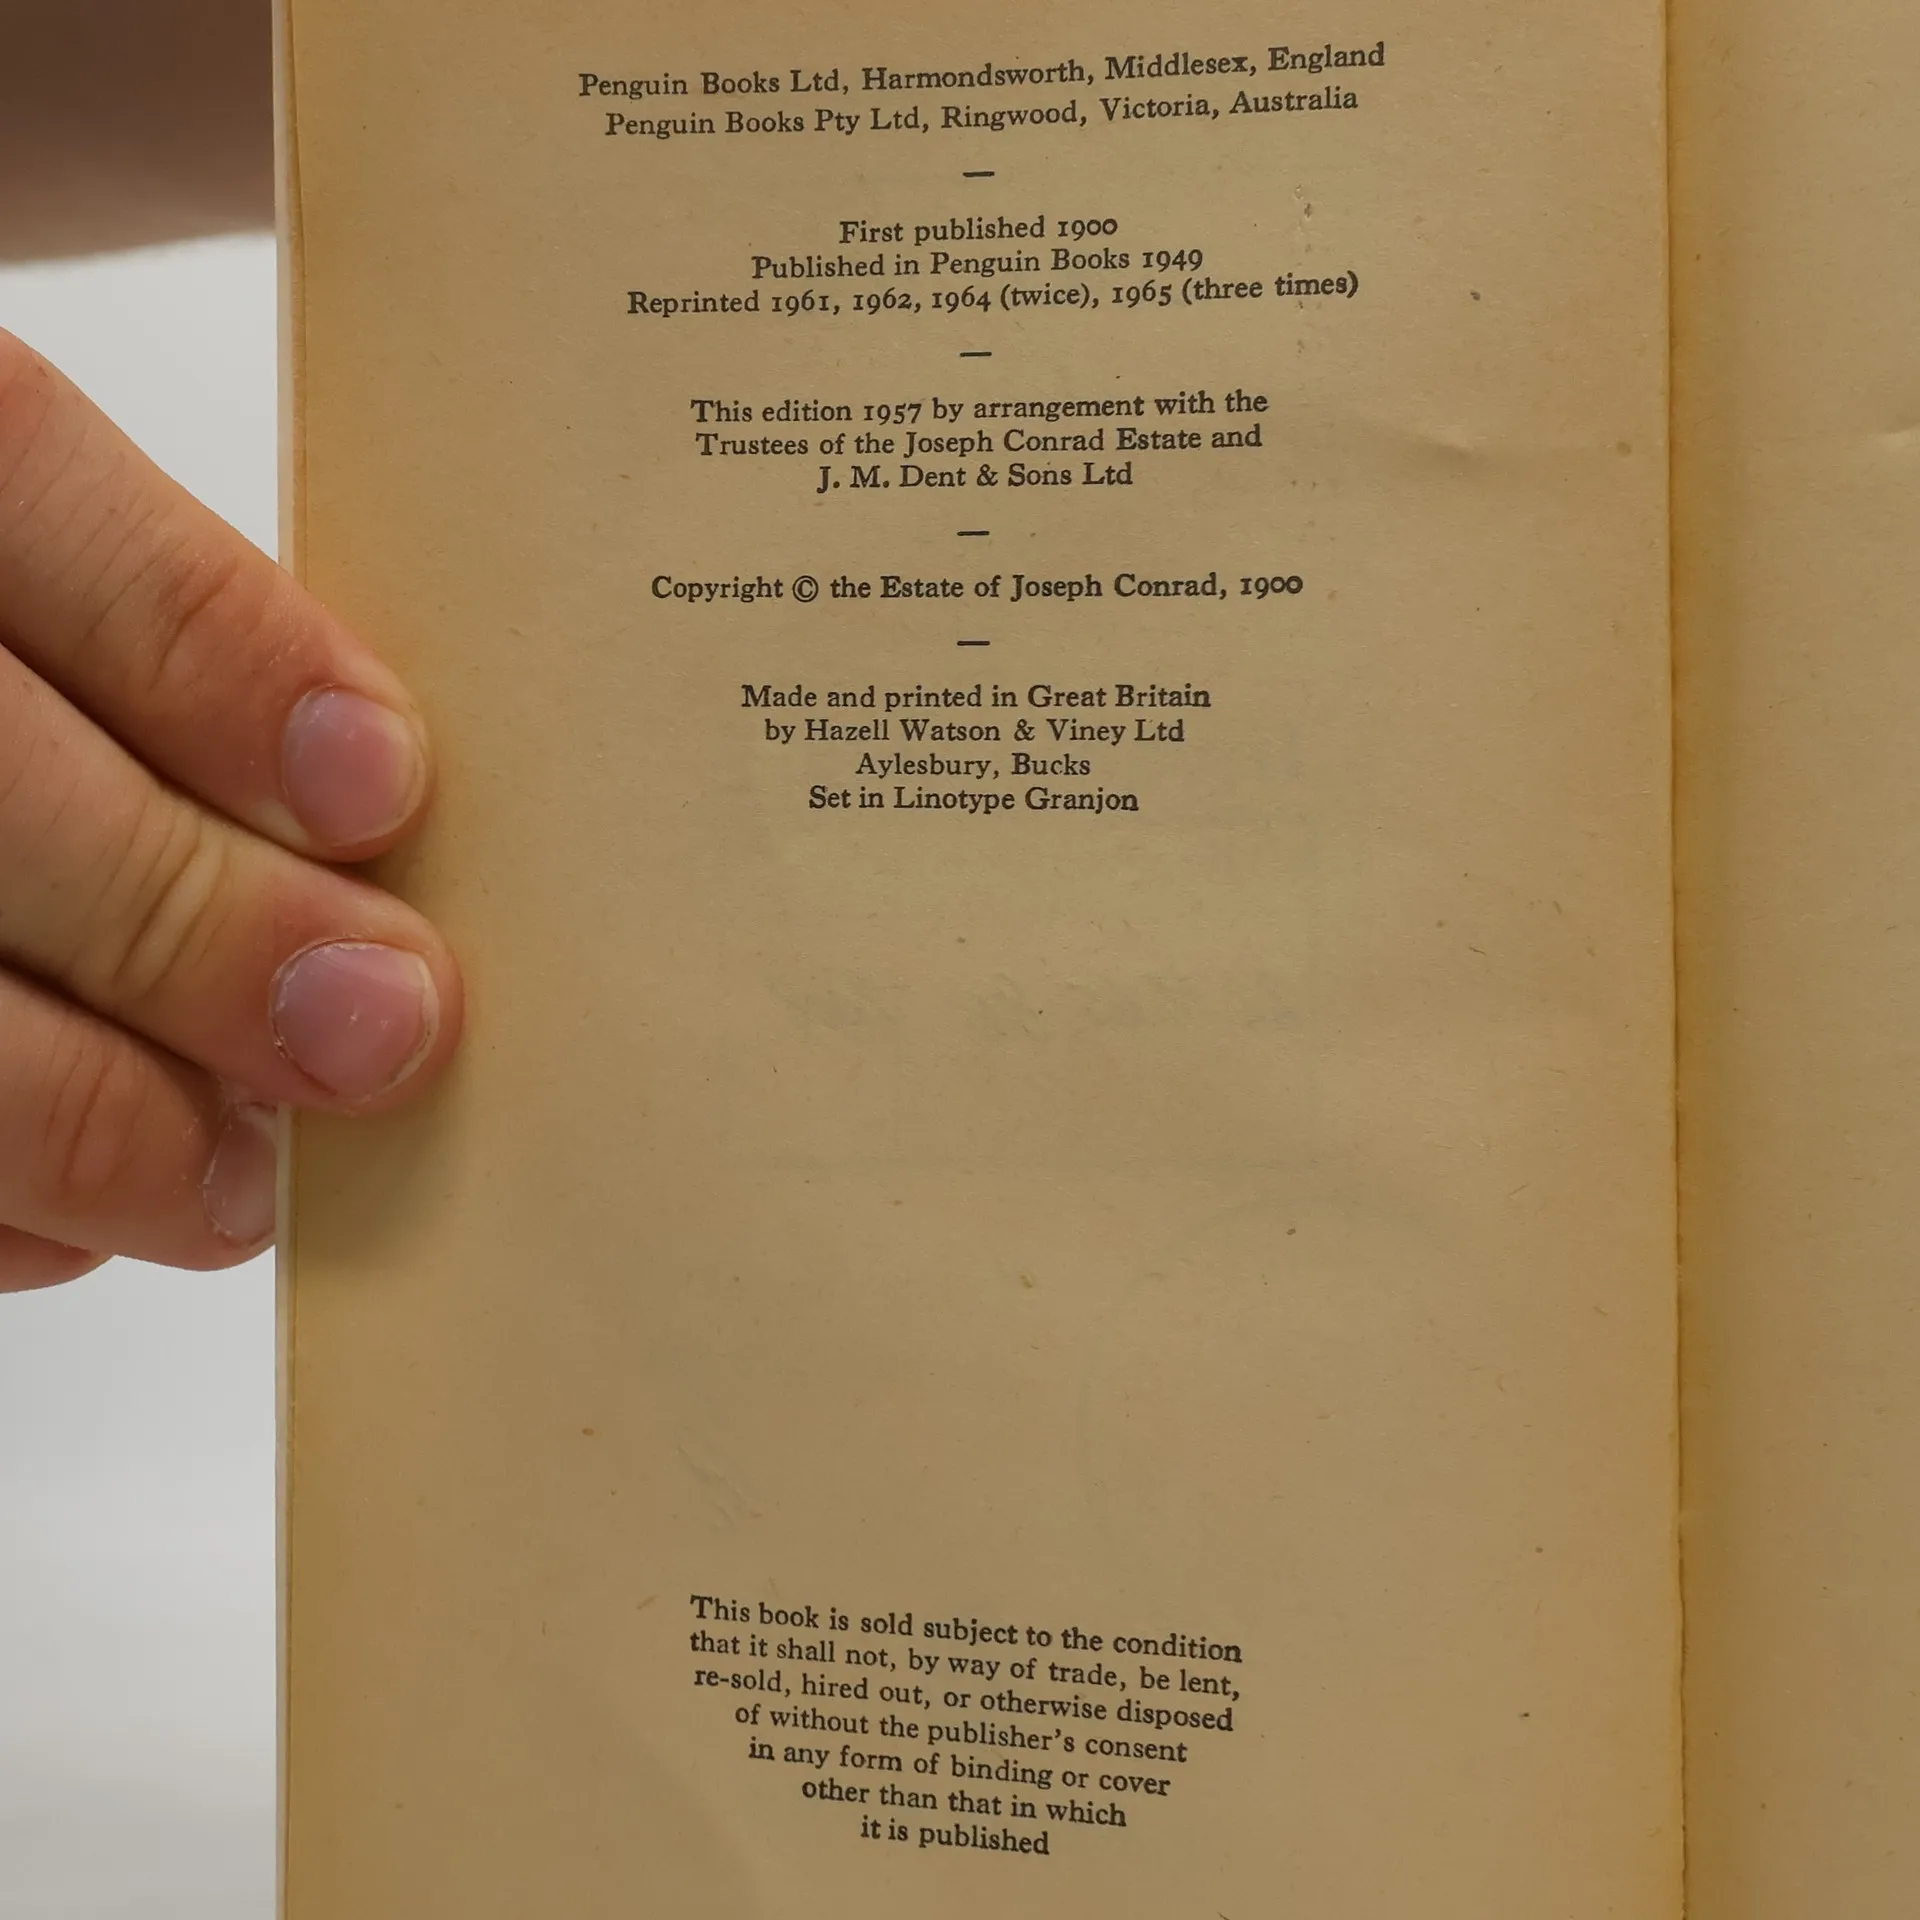 Penguin Books Ltd, Harmondsworth, Middlesex, England
Penguin Books Pty Ltd, Ringwood, Victoria, Australia
—
First published 1900
Published in Penguin Books 1949
Reprinted 1961, 1962, 1964 (twice), 1965 (three times)
—
This edition 1957 by arrangement with the
Trustees of the Joseph Conrad Estate and
J. M. Dent & Sons Ltd
—
Copyright © the Estate of Joseph Conrad, 1900
—
Made and printed in Great Britain
by Hazell Watson & Viney Ltd
Aylesbury, Bucks
Set in Linotype Granjon
This book is sold subject to the condition
that it shall not, by way of trade, be lent,
re-sold, hired out, or otherwise disposed
of without the publisher's consent
in any form of binding or cover
other than that in which
it is published